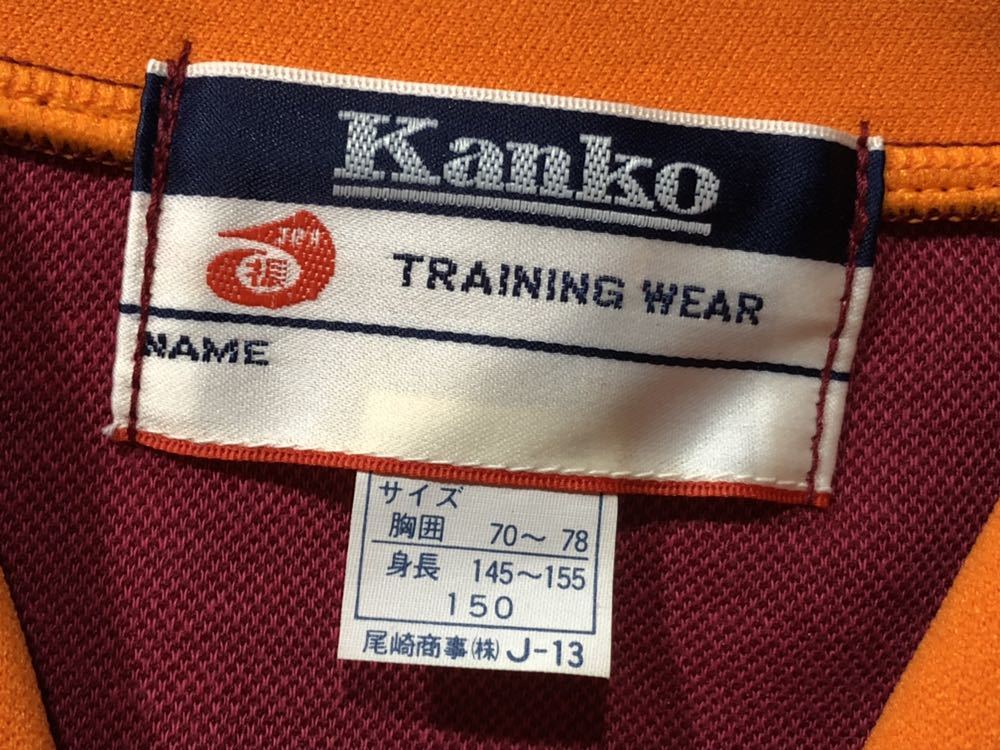 Kanko
TRAINING WEAR
NAME
サイズ
胸囲 70～78
身長 145～155
150
尾崎商事(株) J-13